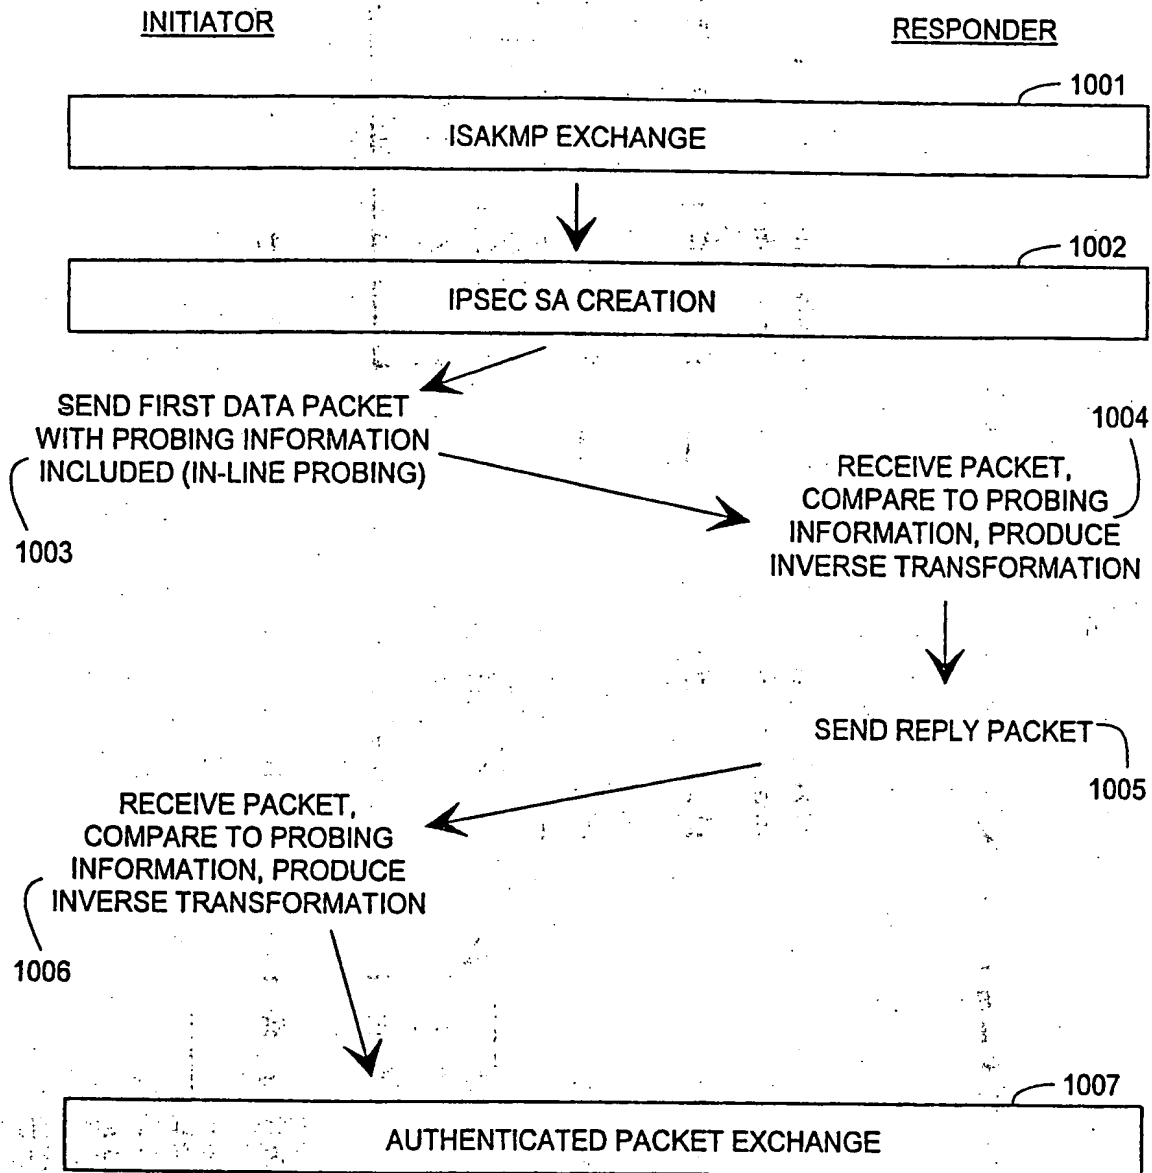 INITIATOR
RESPONDER
1001
ISAKMP EXCHANGE
1002
IPSEC SA CREATION
SEND FIRST DATA PACKET
WITH PROBING INFORMATION
INCLUDED (IN-LINE PROBING)
1003
1004
RECEIVE PACKET,
COMPARE TO PROBING
INFORMATION, PRODUCE
INVERSE TRANSFORMATION
SEND REPLY PACKET
1005
RECEIVE PACKET,
COMPARE TO PROBING
INFORMATION, PRODUCE
INVERSE TRANSFORMATION
1006
1007
AUTHENTICATED PACKET EXCHANGE